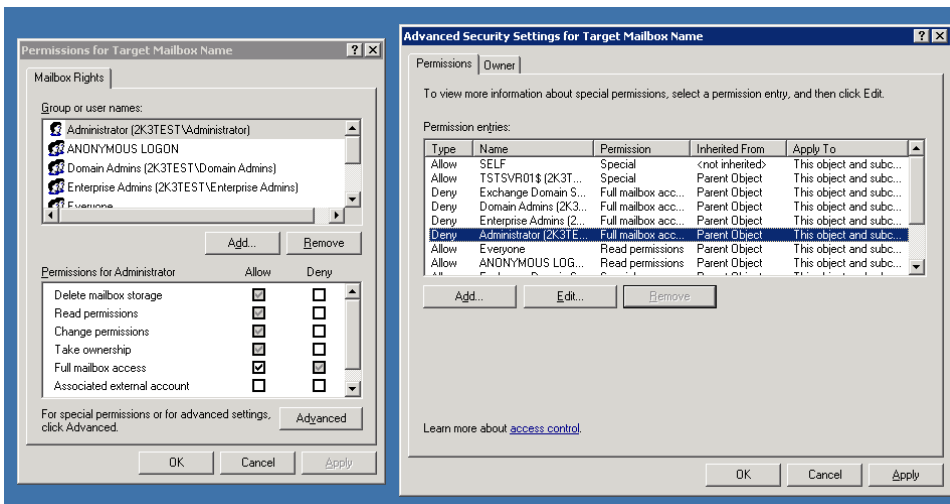 Permissions for Target Mailbox Name
Mailbox Rights
Group or user names:
Administrator (2K3TEST\Administrator)
ANONYMOUS LOGON
Domain Admins (2K3TEST\Domain Admins)
Enterprise Admins (2K3TEST\Enterprise Admins)
Everyone
Add... Remove
Permissions for Administrator Allow Deny
Delete mailbox storage
Read permissions
Change permissions
Take ownership
Full mailbox access
Associated external account
For special permissions or for advanced settings,
click Advanced.
Advanced
OK Cancel Apply
Advanced Security Settings for Target Mailbox Name
Permissions Owner
To view more information about special permissions, select a permission entry, and then click Edit.
Permission entries:
Type Name Permission Inherited From Apply To
Allow SELF Special <not inherited> This object and subc...
Allow TSTSVR01$ (2K3T... Special Parent Object This object and subc...
Deny Exchange Domain S... Full mailbox acc... Parent Object This object and subc...
Deny Domain Admins (2K3... Full mailbox acc... Parent Object This object and subc...
Deny Enterprise Admins (2... Full mailbox acc... Parent Object This object and subc...
Deny Administrator (2K3TE... Full mailbox acc... Parent Object This object and subc...
Allow Everyone Read permissions Parent Object This object and subc...
Allow ANONYMOUS LOG... Read permissions Parent Object This object and subc...
Add... Edit... Remove
Learn more about access control.
OK Cancel Apply